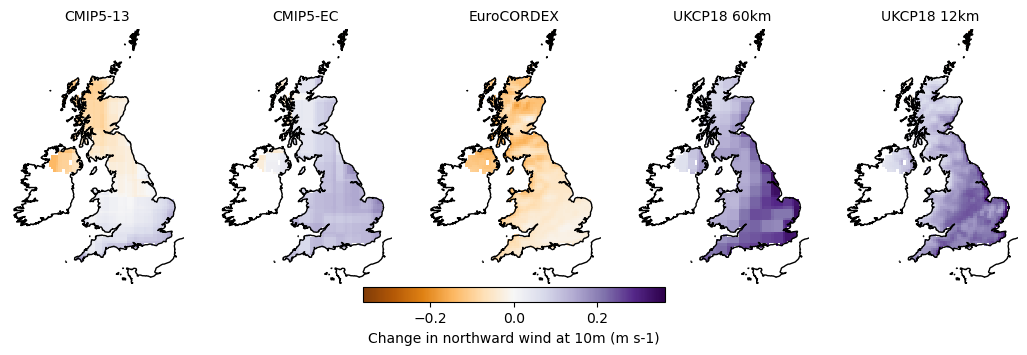 CMIP5-13 CMIP5-EC EuroCORDEX UKCP18 60km UKCP18 12km
−0.2 0.0 0.2
Change in northward wind at 10m (m s-1)